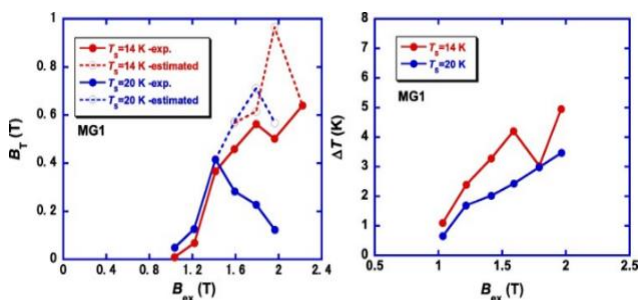 1
0.8
0.6
0.4
0.2
0
B_T (T)
T_S=14 K -exp.
T_S=14 K -estimated
T_S=20 K -exp.
T_S=20 K -estimated
MG1
0 0.4 0.8 1.2 1.6 2 2.4
B_ex (T)
8
7
6
5
4
3
2
1
0
ΔT (K)
T_S=14 K
T_S=20 K
MG1
0.5 1 1.5 2 2.5
B_ex (T)